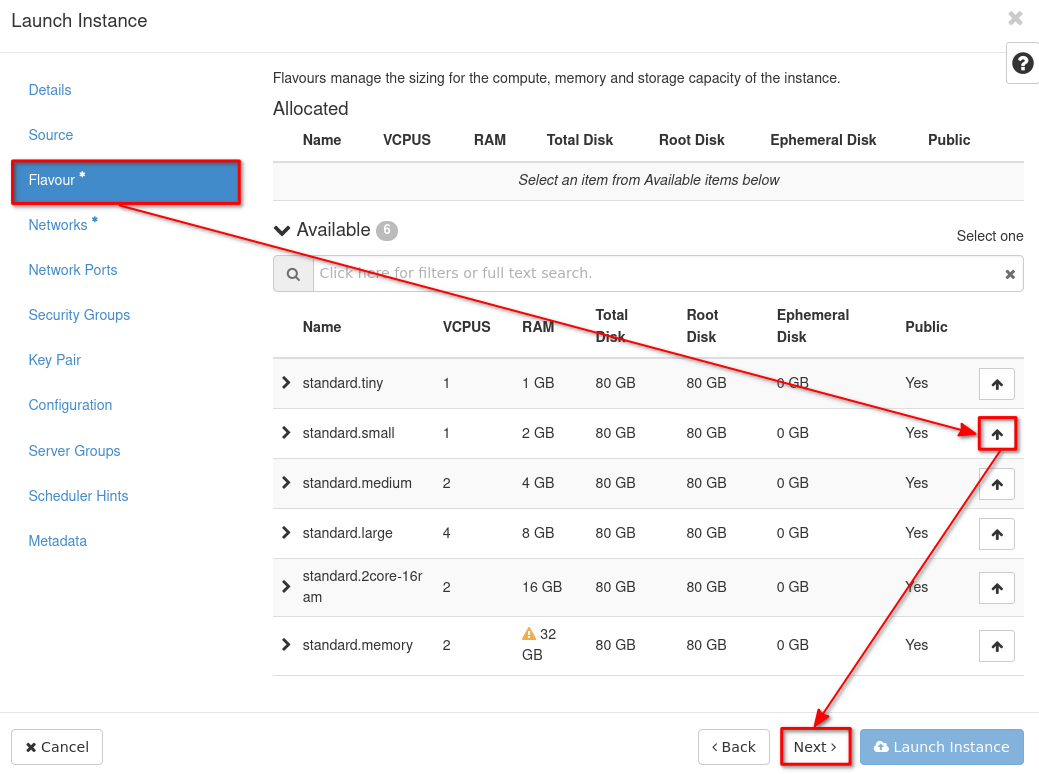 Launch Instance
Details
Source
Flavour *
Networks *
Network Ports
Security Groups
Key Pair
Configuration
Server Groups
Scheduler Hints
Metadata
Flavours manage the sizing for the compute, memory and storage capacity of the instance.
Allocated
Name VCPUS RAM Total Disk Root Disk Ephemeral Disk Public
Select an item from Available items below
Available 6
Select one
Click here for filters or full text search.
Name VCPUS RAM Total Disk Root Disk Ephemeral Disk Public
standard.tiny 1 1 GB 80 GB 80 GB 0 GB Yes
standard.small 1 2 GB 80 GB 80 GB 0 GB Yes
standard.medium 2 4 GB 80 GB 80 GB 0 GB Yes
standard.large 4 8 GB 80 GB 80 GB 0 GB Yes
standard.2core-16r
am 2 16 GB 80 GB 80 GB 0 GB Yes
standard.memory 2 32 GB 80 GB 80 GB 0 GB Yes
Cancel
< Back
Next >
Launch Instance